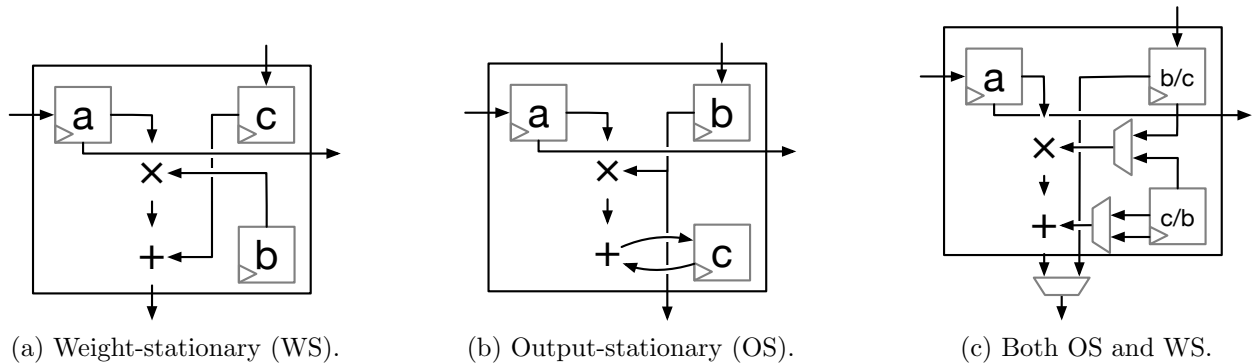 a
c
×
+
b
(a) Weight-stationary (WS).
a
b
×
+
c
(b) Output-stationary (OS).
a
b/c
×
+
c/b
(c) Both OS and WS.